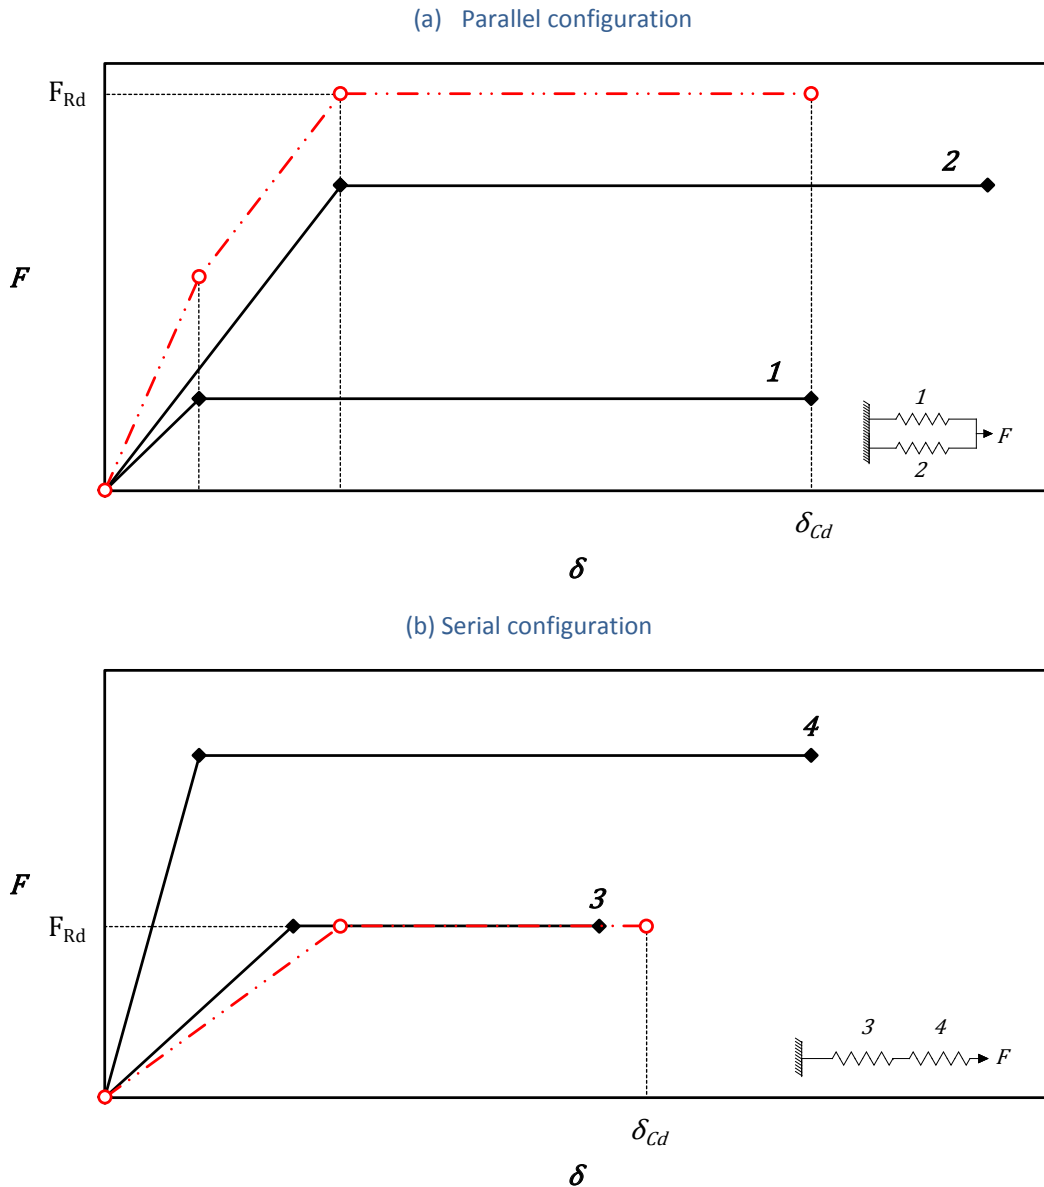 (a) Parallel configuration
F_Rd
2
F
1
1
F
2
δ_Cd
δ
(b) Serial configuration
4
F
3
F_Rd
3 4
F
δ_Cd
δ